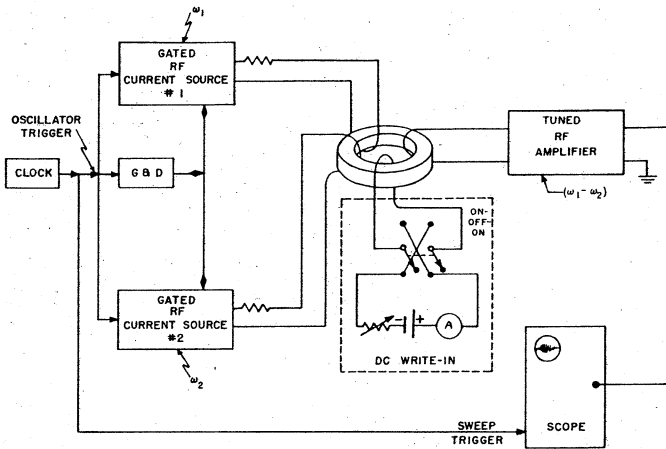 ω₁
GATED
RF
CURRENT SOURCE
# 1
OSCILLATOR
TRIGGER
CLOCK
G & D
TUNED
RF
AMPLIFIER
(ω₁ - ω₂)
ON-
OFF-
ON
GATED
RF
CURRENT SOURCE
#2
ω₂
- +
A
DC WRITE-IN
SWEEP
TRIGGER
SCOPE